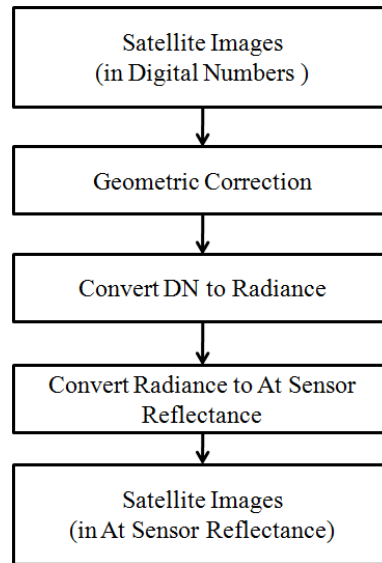 Satellite Images
(in Digital Numbers )
Geometric Correction
Convert DN to Radiance
Convert Radiance to At Sensor
Reflectance
Satellite Images
(in At Sensor Reflectance)